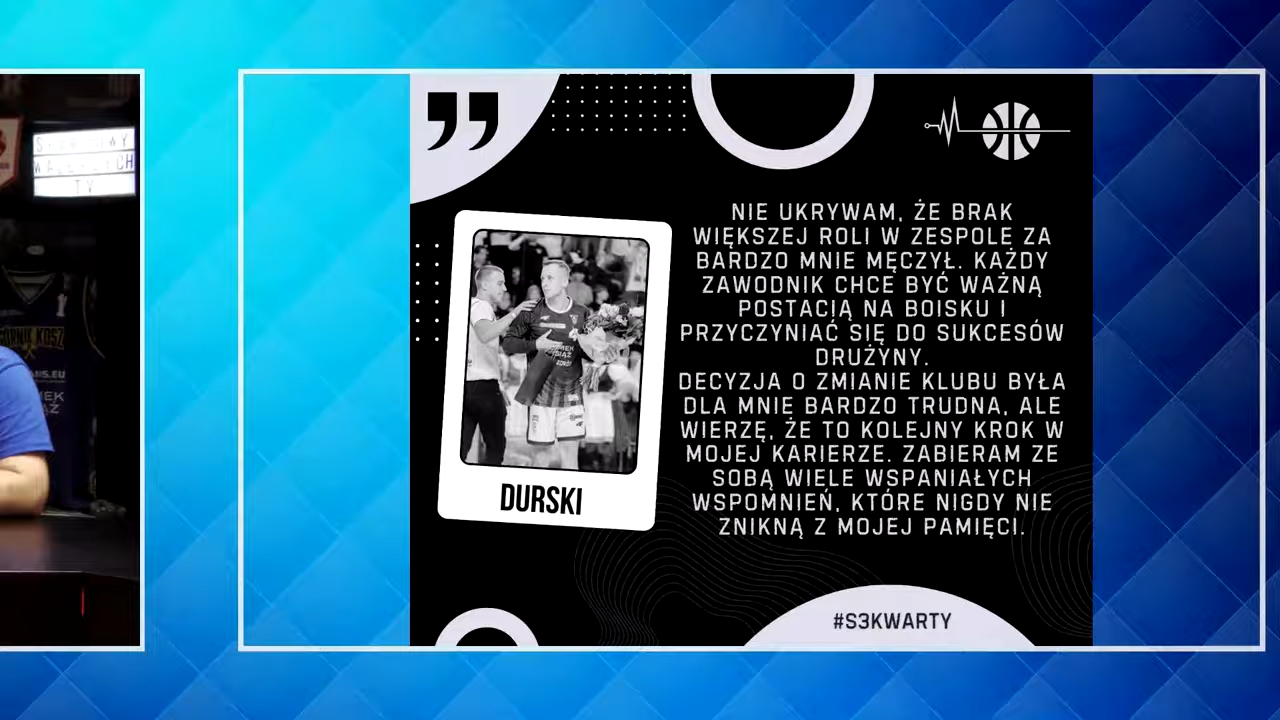 NIE UKRYWAM, ŻE BRAK
WIĘKSZEJ ROLI W ZESPOLE ZA
BARDZO MNIE MĘCZYŁ. KAŻDY
ZAWODNIK CHCE BYĆ WAŻNĄ
POSTACIĄ NA BOISKU I
PRZYCZYNIAĆ SIĘ DO SUKCESÓW
DRUŻYNY.
DECYZJA O ZMIANIE KLUBU BYŁA
DLA MNIE BARDZO TRUDNA, ALE
WIERZĘ, ŻE TO KOLEJNY KROK W
MOJEJ KARIERZE. ZABIERAM ZE
SOBĄ WIELE WSPANIAŁYCH
WSPOMNIEŃ, KTÓRE NIGDY NIE
ZNIKNĄ Z MOJEJ PAMIĘCI.
DURSKI
#S3KWARTY
TV
KOSZ